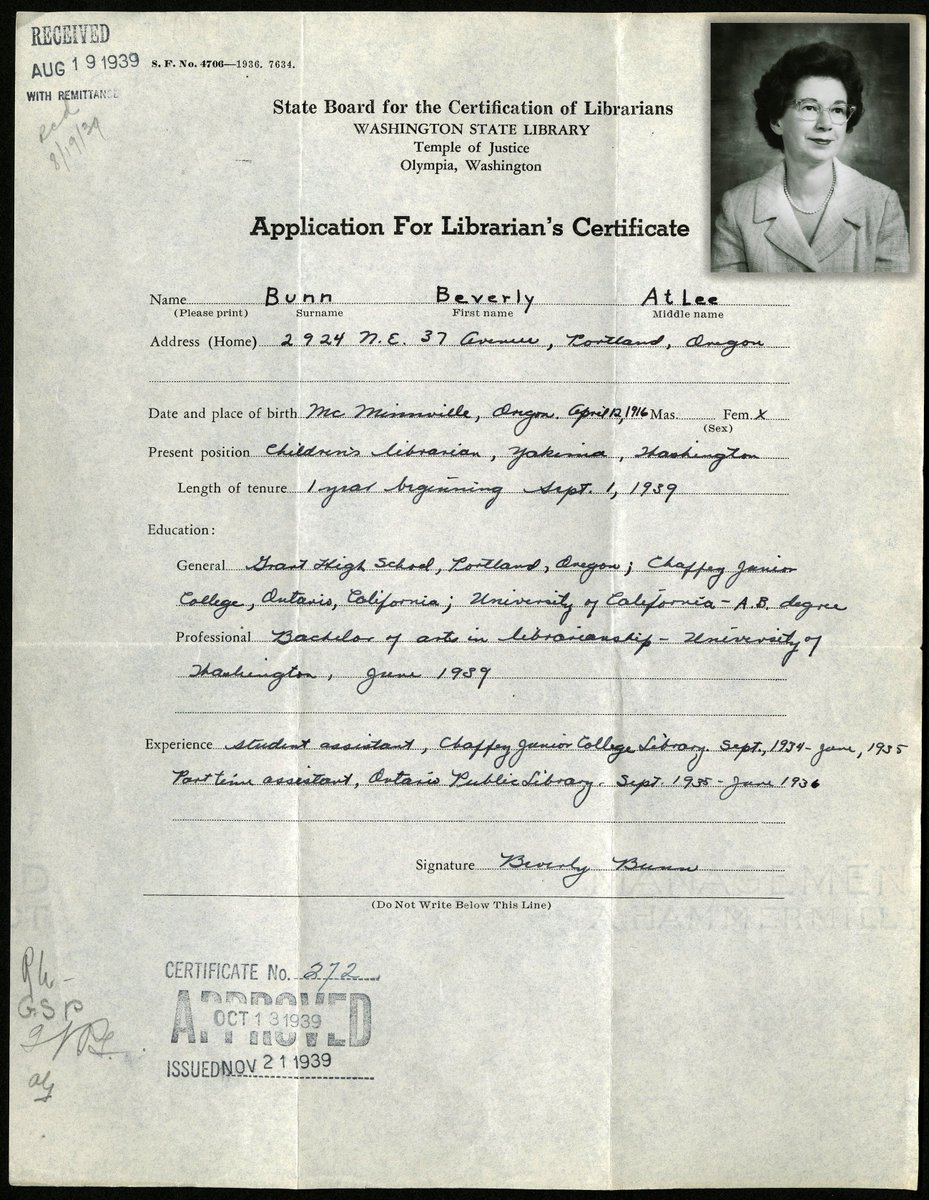 RECEIVED
AUG 19 1939
WITH REMITTANCE
rcd
8/19/39
S. F. No. 4706—1936. 7634.
State Board for the Certification of Librarians
WASHINGTON STATE LIBRARY
Temple of Justice
Olympia, Washington
Application For Librarian's Certificate
Name Bunn Beverly AtLee
(Please print) Surname First name Middle name
Address (Home) 2924 N.E. 37 Avenue, Portland, Oregon
Date and place of birth Mc Minnville, Oregon. April 12, 1916 Mas. Fem. X
(Sex)
Present position Children's librarian, Yakima, Washington
Length of tenure 1 year beginning Sept. 1, 1939
Education:
General Grant High School, Portland, Oregon; Chaffey Junior
College, Ontario, California; University of California - A.B. degree
Professional Bachelor of arts in librarianship - University of
Washington, June 1939
Experience Student assistant, Chaffey Junior College Library. Sept., 1934 - June, 1935
Part time assistant, Ontario Public Library. Sept. 1935 - June 1936
Signature Beverly Bunn
(Do Not Write Below This Line)
CERTIFICATE No. 272
APPROVED
OCT 13 1939
ISSUED NOV 21 1939
GSP